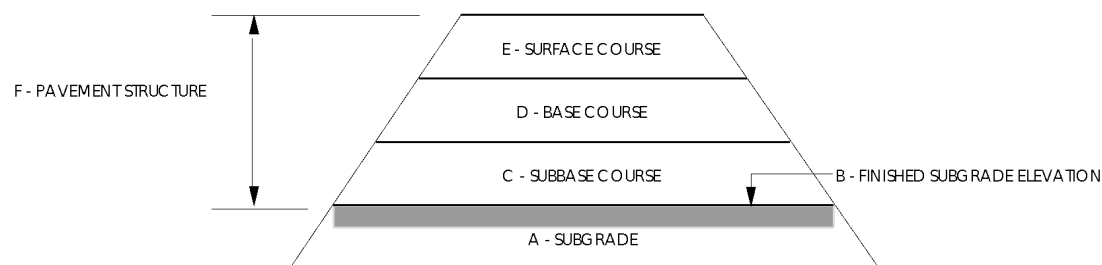 E - SURFACE COURSE
F - PAVEMENT STRUCTURE
D - BASE COURSE
C - SUBBASE COURSE
B - FINISHED SUBGRADE ELEVATION
A - SUBGRADE